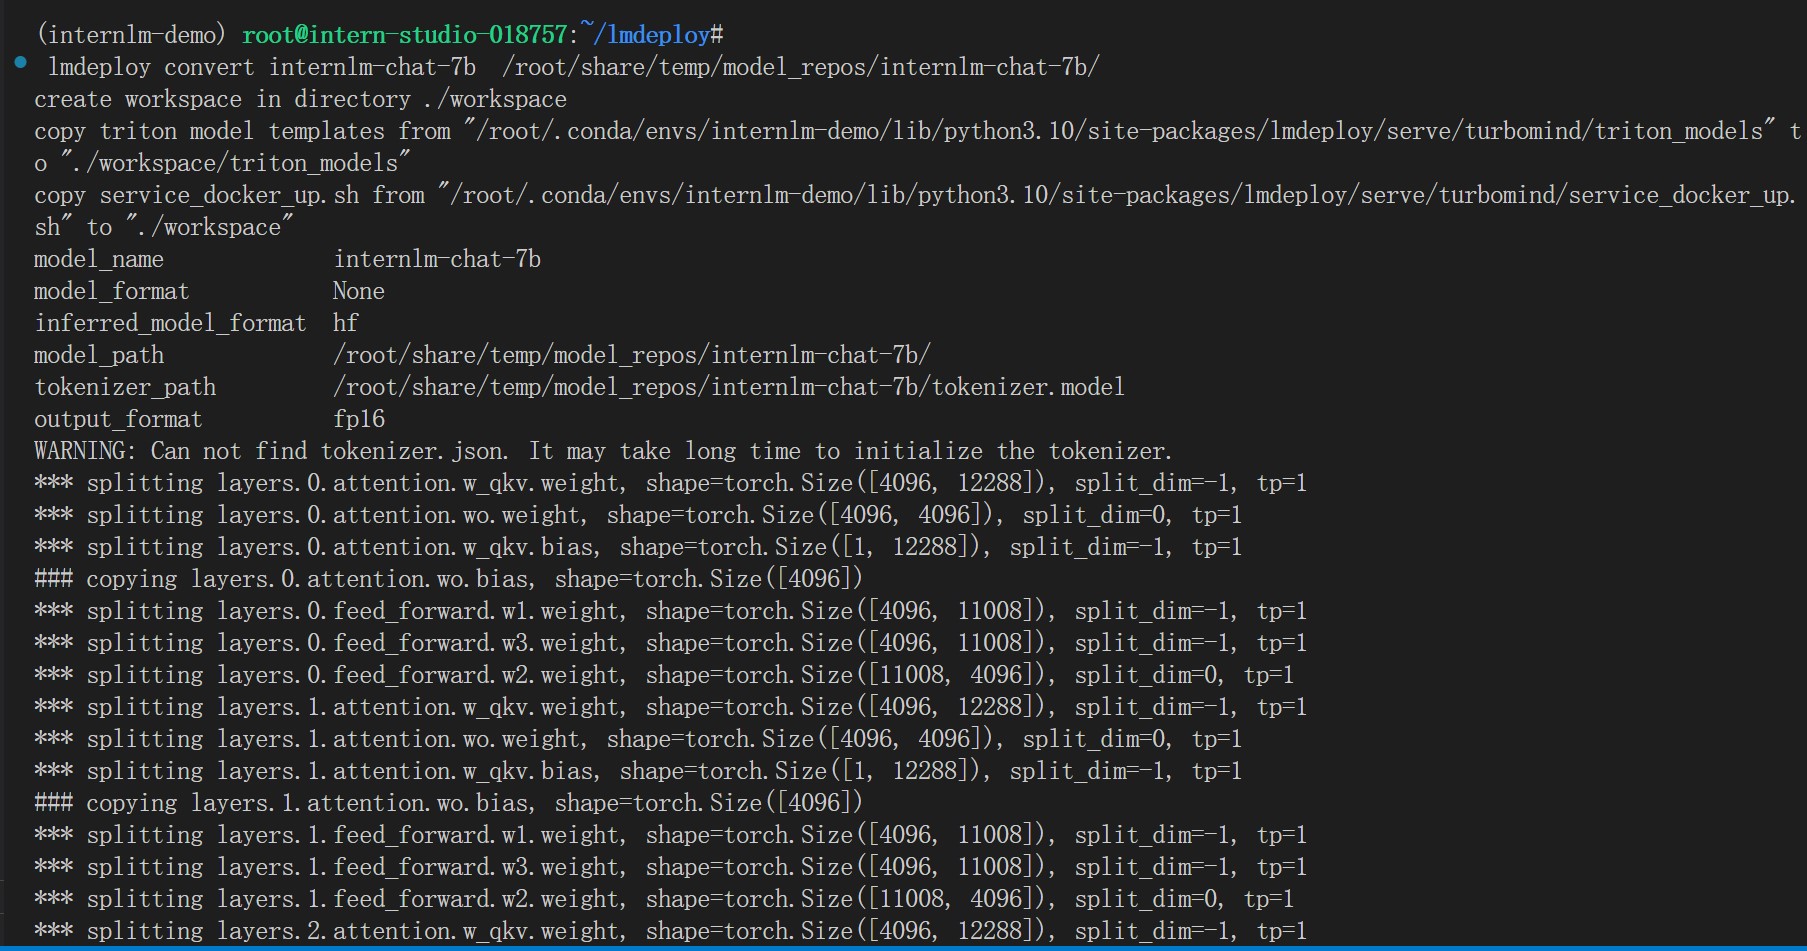 (internlm-demo) root@intern-studio-018757:~/lmdeploy#
lmdeploy convert internlm-chat-7b  /root/share/temp/model_repos/internlm-chat-7b/
create workspace in directory ./workspace
copy triton model templates from "/root/.conda/envs/internlm-demo/lib/python3.10/site-packages/lmdeploy/serve/turbomind/triton_models" t
o "./workspace/triton_models"
copy service_docker_up.sh from "/root/.conda/envs/internlm-demo/lib/python3.10/site-packages/lmdeploy/serve/turbomind/service_docker_up.
sh" to "./workspace"
model_name             internlm-chat-7b
model_format           None
inferred_model_format  hf
model_path             /root/share/temp/model_repos/internlm-chat-7b/
tokenizer_path         /root/share/temp/model_repos/internlm-chat-7b/tokenizer.model
output_format          fp16
WARNING: Can not find tokenizer.json. It may take long time to initialize the tokenizer.
*** splitting layers.0.attention.w_qkv.weight, shape=torch.Size([4096, 12288]), split_dim=-1, tp=1
*** splitting layers.0.attention.wo.weight, shape=torch.Size([4096, 4096]), split_dim=0, tp=1
*** splitting layers.0.attention.w_qkv.bias, shape=torch.Size([1, 12288]), split_dim=-1, tp=1
### copying layers.0.attention.wo.bias, shape=torch.Size([4096])
*** splitting layers.0.feed_forward.w1.weight, shape=torch.Size([4096, 11008]), split_dim=-1, tp=1
*** splitting layers.0.feed_forward.w3.weight, shape=torch.Size([4096, 11008]), split_dim=-1, tp=1
*** splitting layers.0.feed_forward.w2.weight, shape=torch.Size([11008, 4096]), split_dim=0, tp=1
*** splitting layers.1.attention.w_qkv.weight, shape=torch.Size([4096, 12288]), split_dim=-1, tp=1
*** splitting layers.1.attention.wo.weight, shape=torch.Size([4096, 4096]), split_dim=0, tp=1
*** splitting layers.1.attention.w_qkv.bias, shape=torch.Size([1, 12288]), split_dim=-1, tp=1
### copying layers.1.attention.wo.bias, shape=torch.Size([4096])
*** splitting layers.1.feed_forward.w1.weight, shape=torch.Size([4096, 11008]), split_dim=-1, tp=1
*** splitting layers.1.feed_forward.w3.weight, shape=torch.Size([4096, 11008]), split_dim=-1, tp=1
*** splitting layers.1.feed_forward.w2.weight, shape=torch.Size([11008, 4096]), split_dim=0, tp=1
*** splitting layers.2.attention.w_qkv.weight, shape=torch.Size([4096, 12288]), split_dim=-1, tp=1